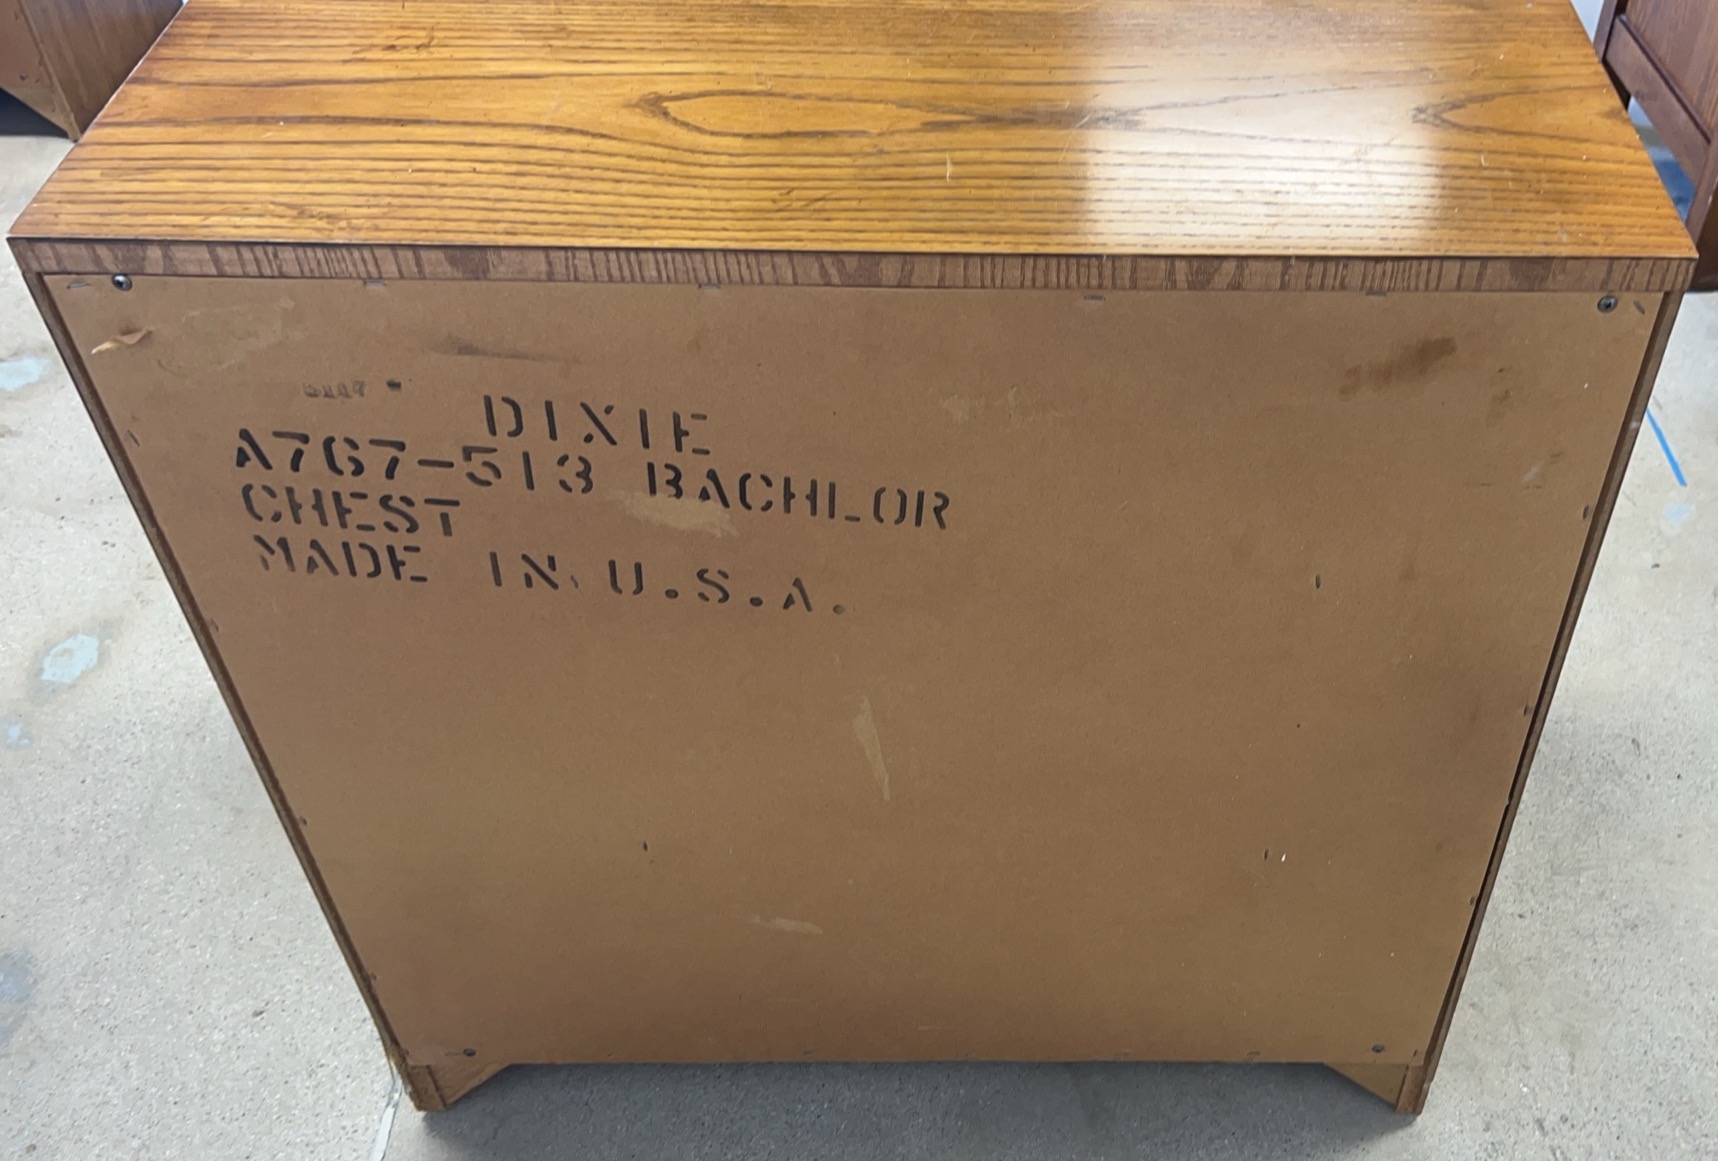 DIXIE
A767-513 BACHLOR
CHEST
MADE IN U.S.A.